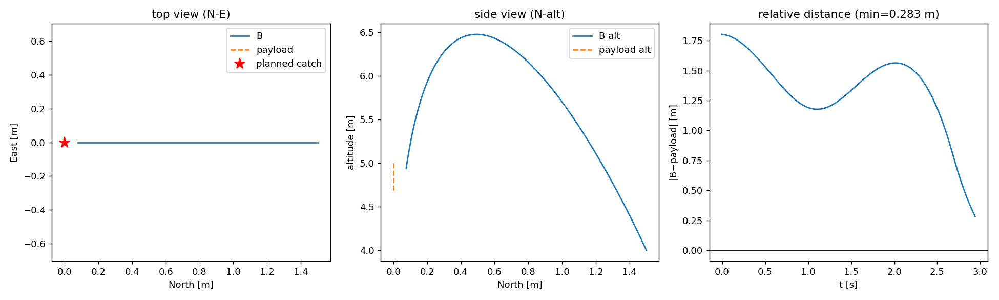 top view (N-E)
B
payload
planned catch
0.6
0.4
0.2
0.0
−0.2
−0.4
−0.6
East [m]
0.0 0.2 0.4 0.6 0.8 1.0 1.2 1.4
North [m]
side view (N-alt)
B alt
payload alt
6.5
6.0
5.5
5.0
4.5
4.0
altitude [m]
0.0 0.2 0.4 0.6 0.8 1.0 1.2 1.4
North [m]
relative distance (min=0.283 m)
1.75
1.50
1.25
1.00
0.75
0.50
0.25
0.00
|B−payload| [m]
0.0 0.5 1.0 1.5 2.0 2.5 3.0
t [s]